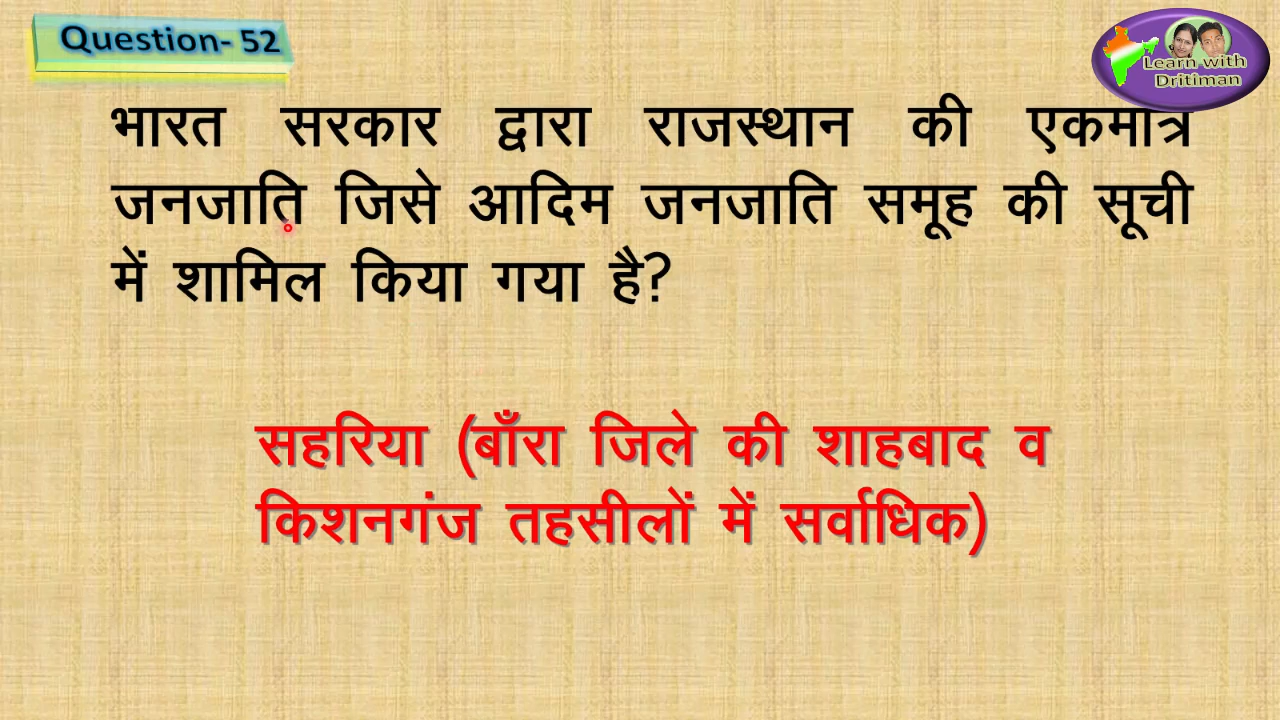 Question- 52
Learn with
Dritiman
भारत सरकार द्वारा राजस्थान की एकमात्र
जनजाति जिसे आदिम जनजाति समूह की सूची
में शामिल किया गया है?
सहरिया (बाँरा जिले की शाहबाद व
किशनगंज तहसीलों में सर्वाधिक)